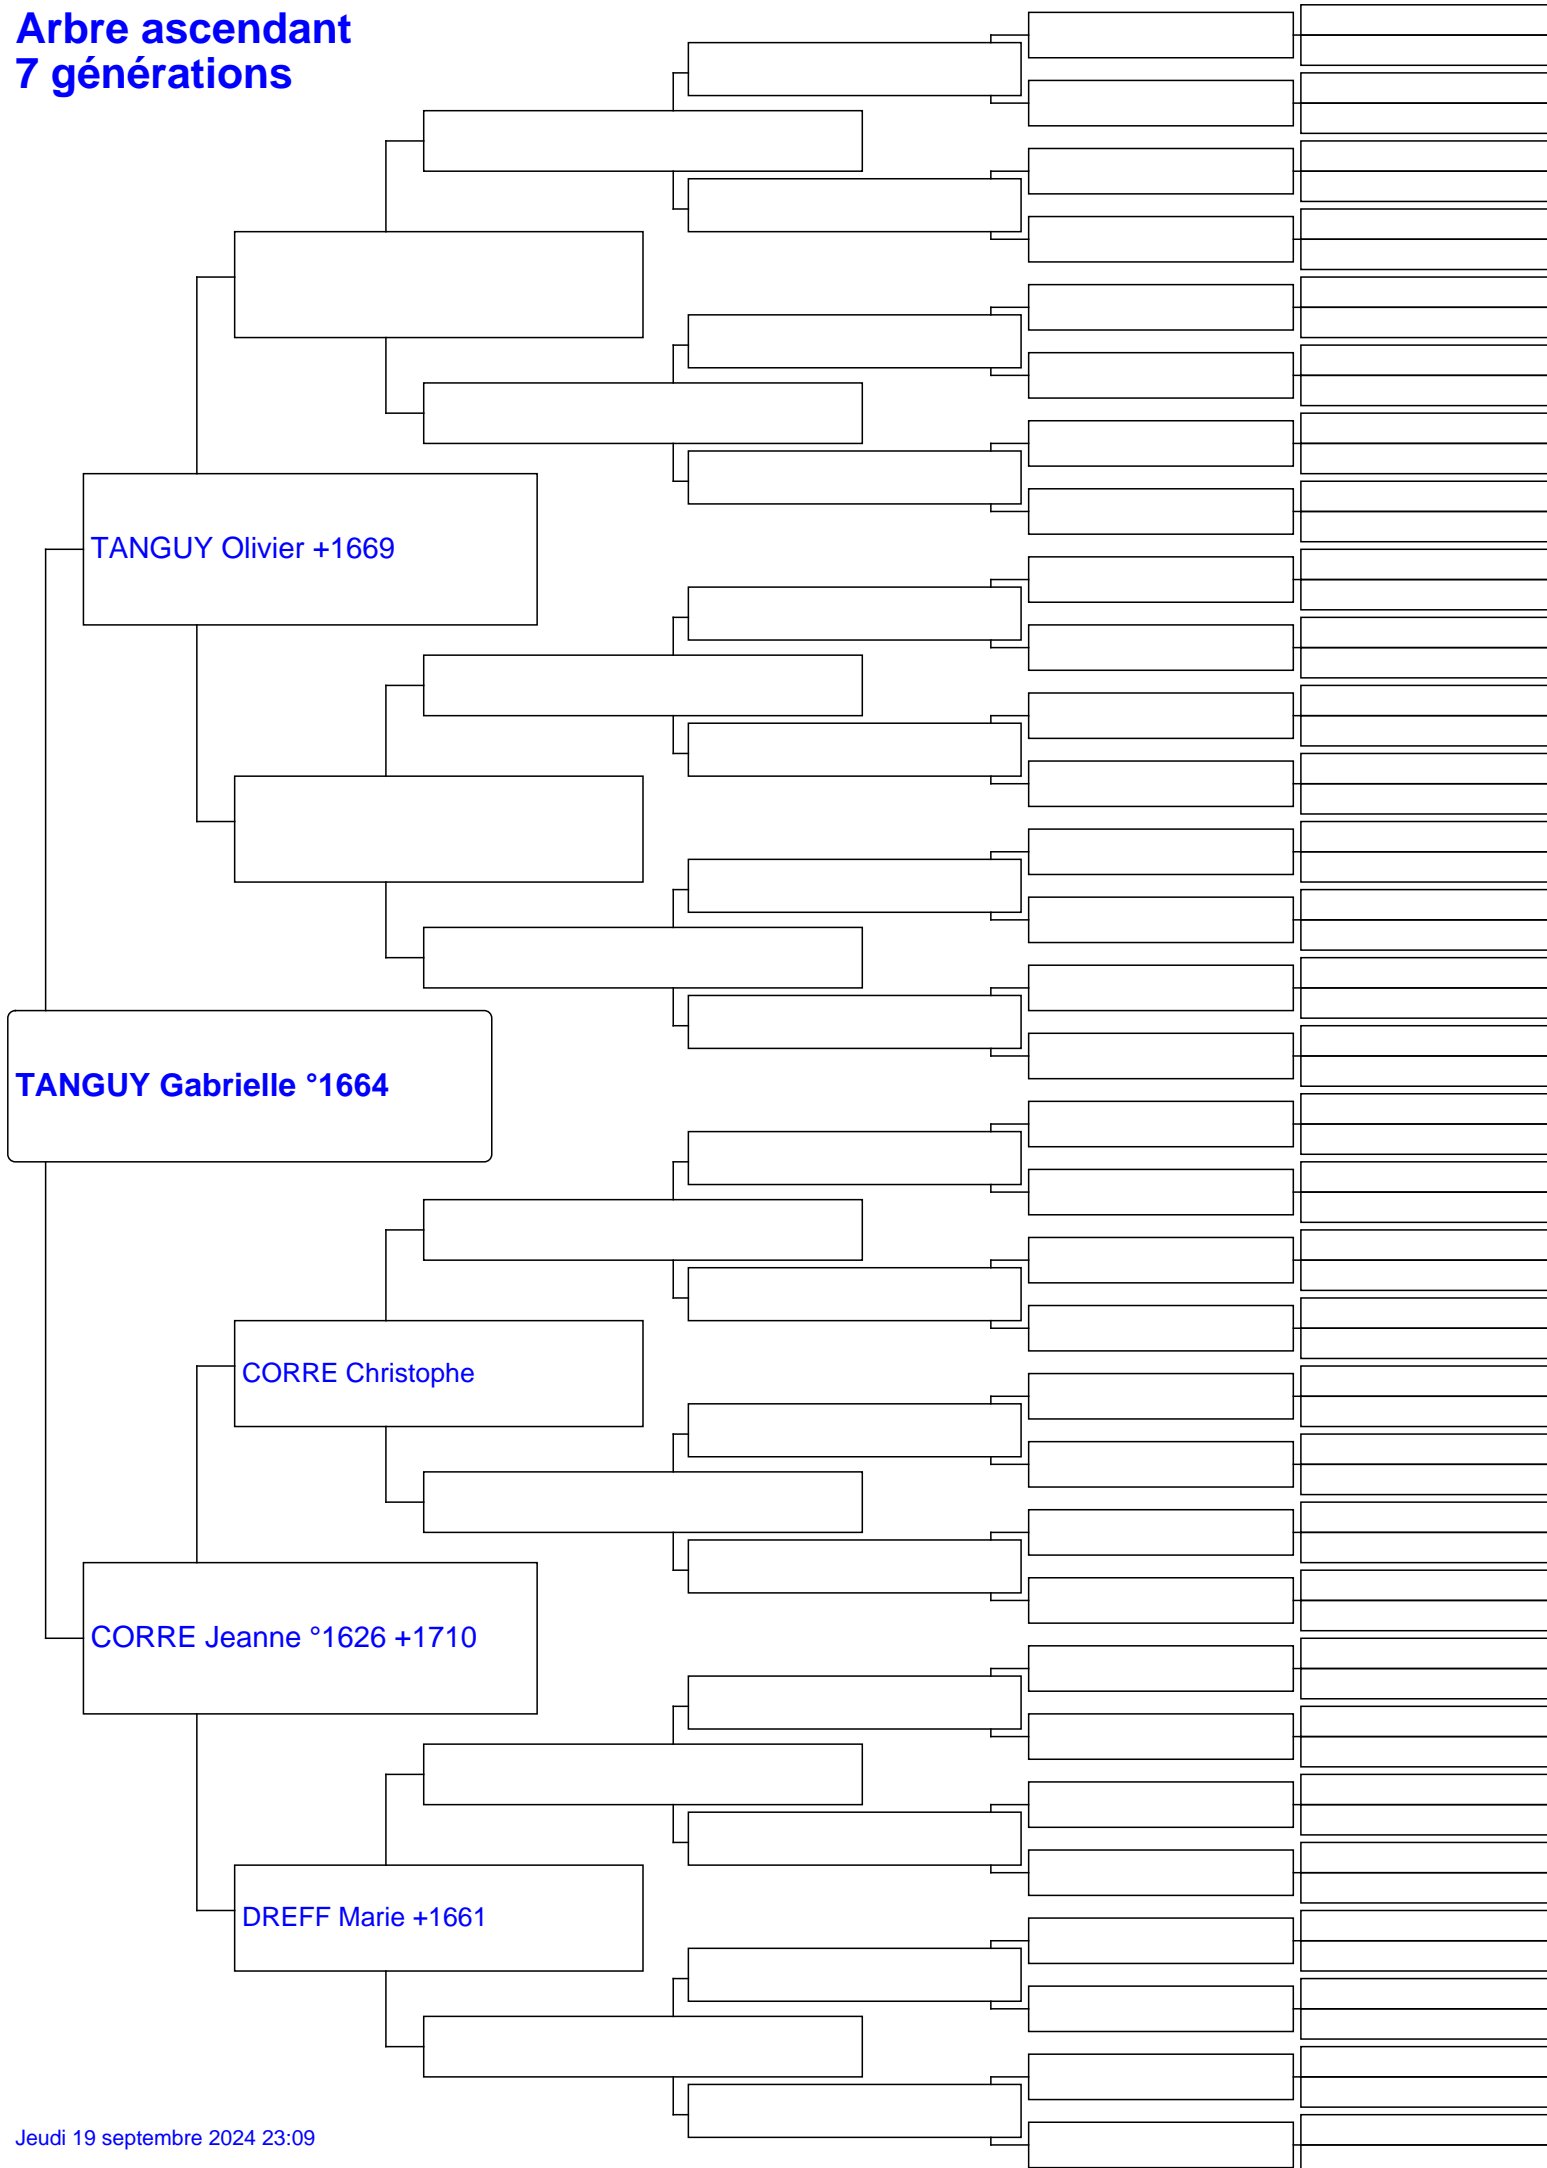 Arbre ascendant
7 générations
TANGUY Olivier +1669
TANGUY Gabrielle °1664
CORRE Christophe
CORRE Jeanne °1626 +1710
DREFF Marie +1661
Jeudi 19 septembre 2024 23:09